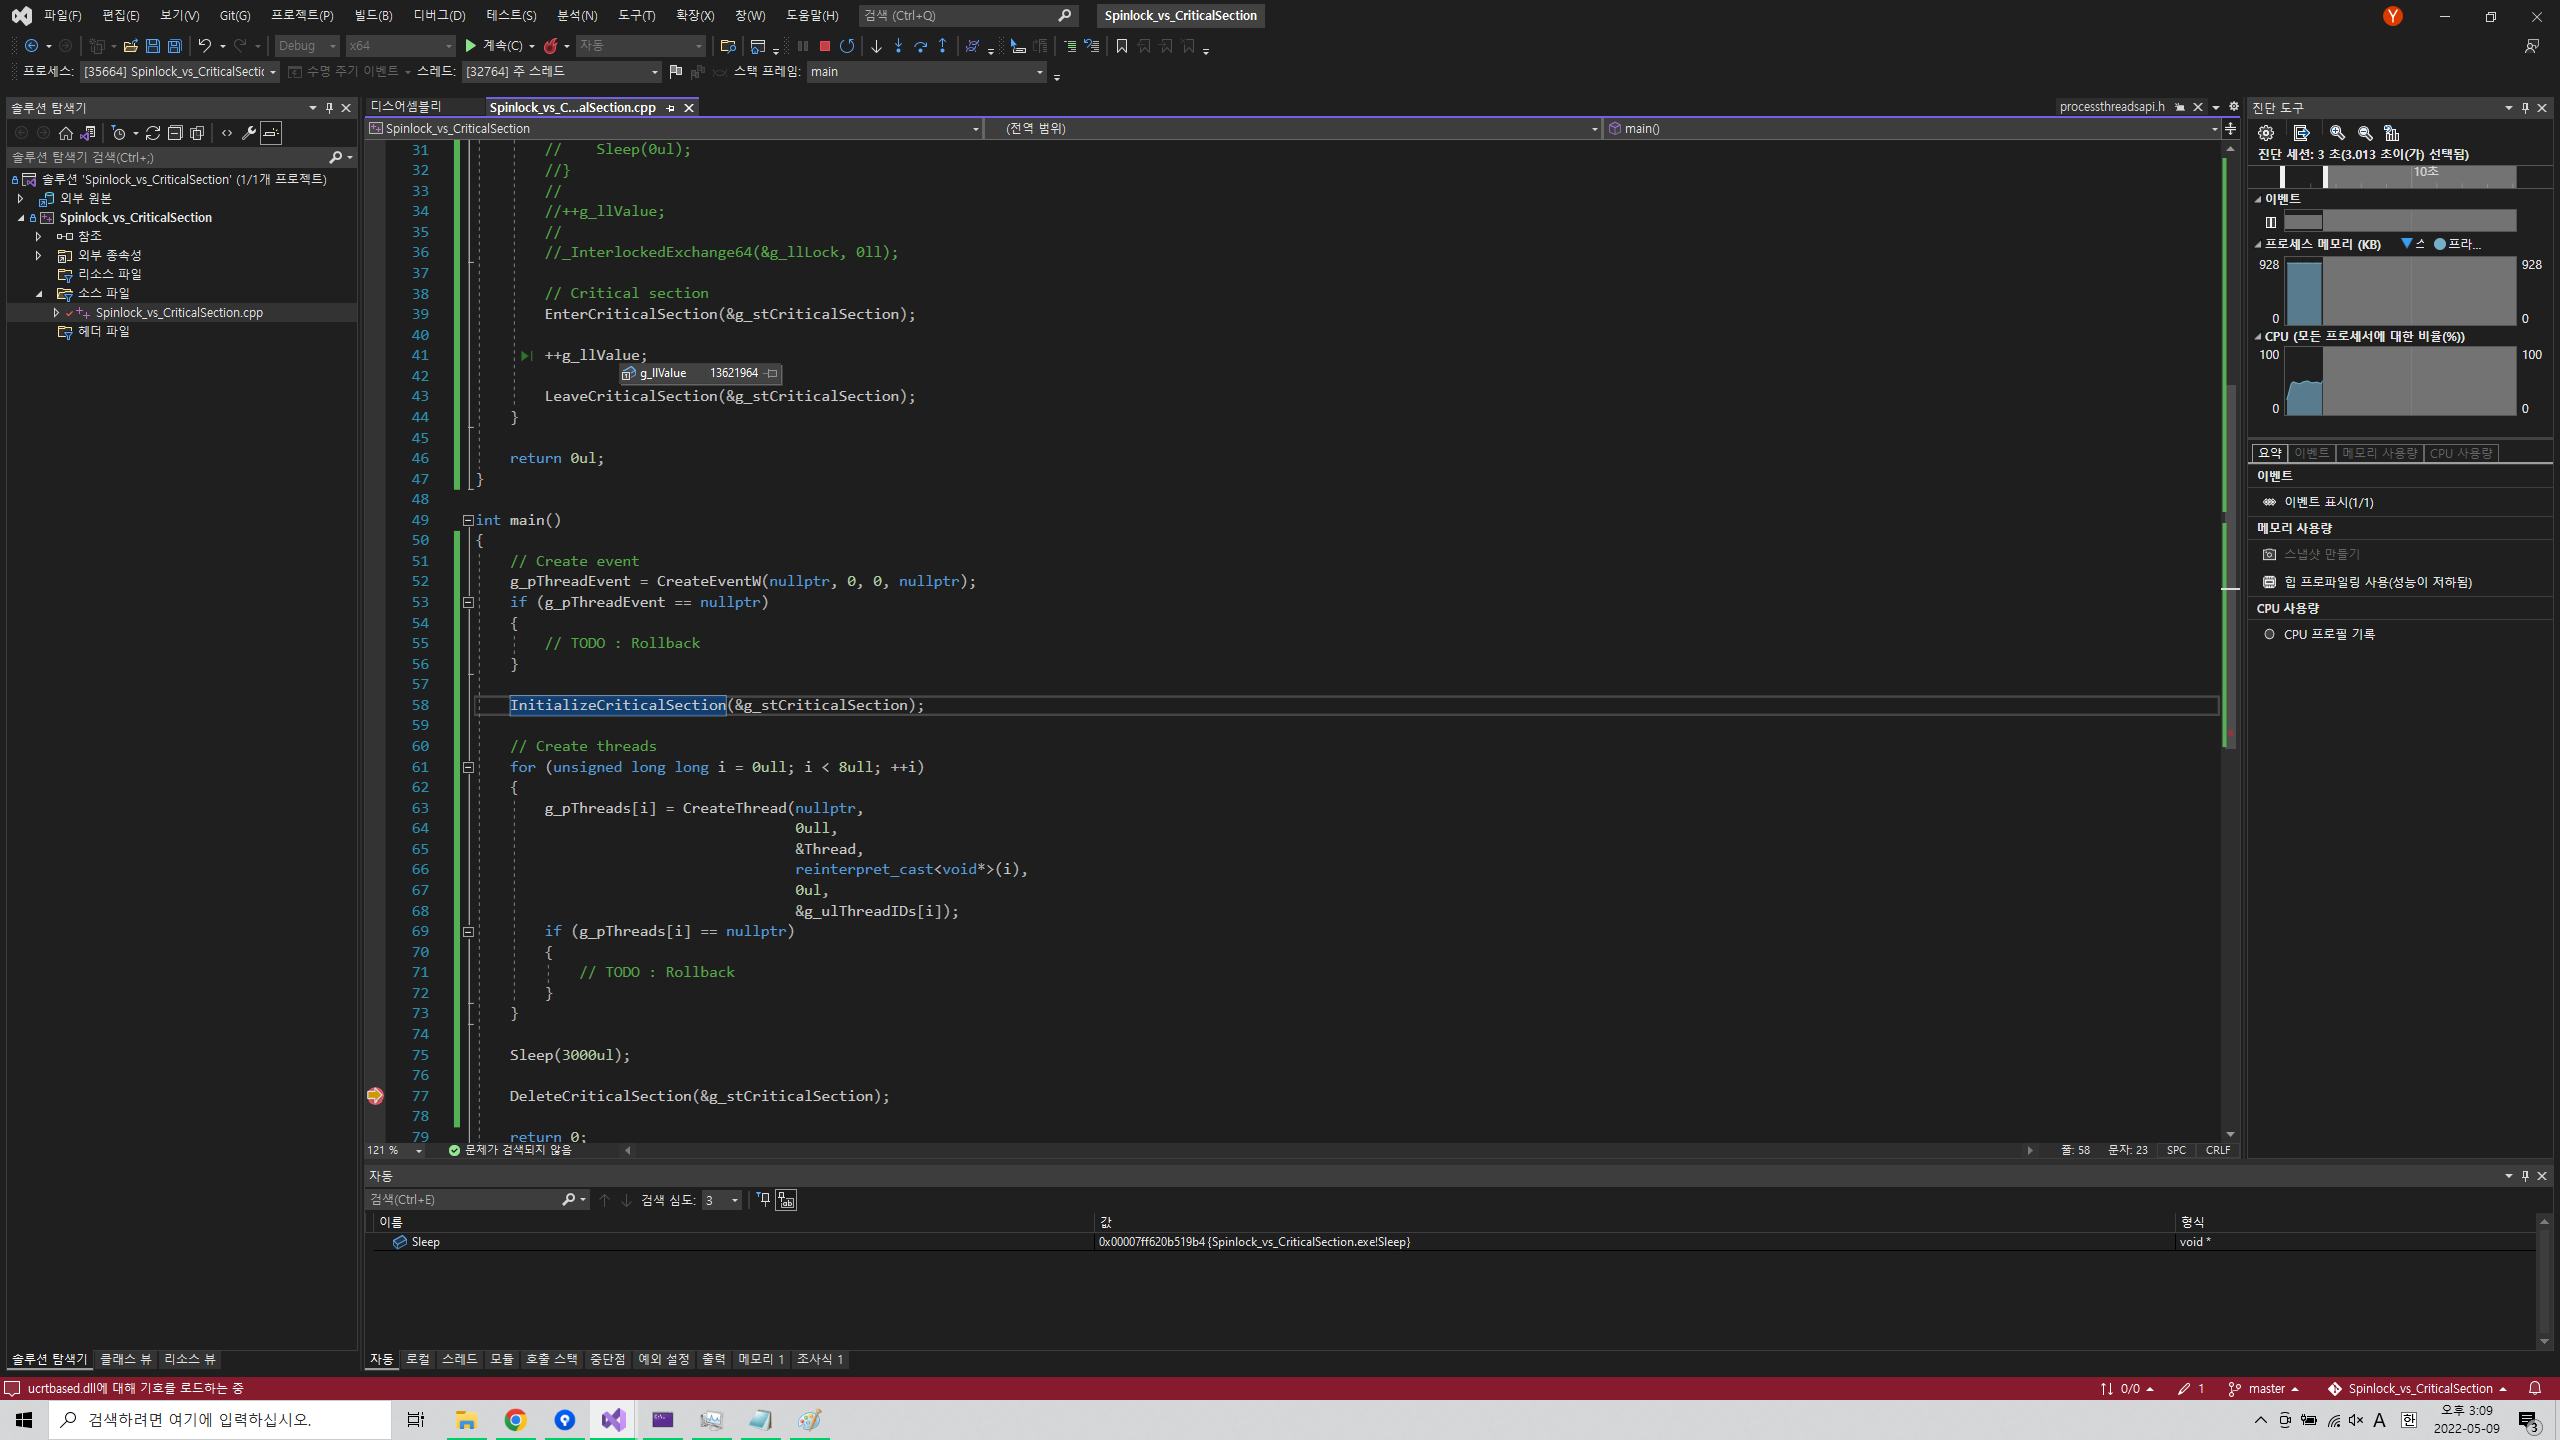 파일(F) 편집(E) 보기(V) Git(G) 프로젝트(P) 빌드(B) 디버그(D) 테스트(S) 분석(N) 도구(T) 확장(X) 창(W) 도움말(H) 검색 (Ctrl+Q) Spinlock_vs_CriticalSection
Y
Debug x64 계속(C) 자동
프로세스: [35664] Spinlock_vs_CriticalSectic 수명 주기 이벤트 스레드: [32764] 주 스레드 스택 프레임: main
솔루션 탐색기
솔루션 탐색기 검색(Ctrl+;)
솔루션 'Spinlock_vs_CriticalSection' (1/1개 프로젝트)
외부 원본
Spinlock_vs_CriticalSection
참조
외부 종속성
리소스 파일
소스 파일
Spinlock_vs_CriticalSection.cpp
헤더 파일
솔루션 탐색기 클래스 뷰 리소스 뷰
디스어셈블리 Spinlock_vs_C...alSection.cpp processthreadsapi.h
Spinlock_vs_CriticalSection (전역 범위) main()
31 // Sleep(0ul);
32 //}
33 //
34 //++g_llValue;
35 //
36 //_InterlockedExchange64(&g_llLock, 0ll);
37
38 // Critical section
39 EnterCriticalSection(&g_stCriticalSection);
40
41 ++g_llValue;
42 g_llValue 13621964
43 LeaveCriticalSection(&g_stCriticalSection);
44 }
45
46 return 0ul;
47 }
48
49 int main()
50 {
51 // Create event
52 g_pThreadEvent = CreateEventW(nullptr, 0, 0, nullptr);
53 if (g_pThreadEvent == nullptr)
54 {
55 // TODO : Rollback
56 }
57
58 InitializeCriticalSection(&g_stCriticalSection);
59
60 // Create threads
61 for (unsigned long long i = 0ull; i < 8ull; ++i)
62 {
63 g_pThreads[i] = CreateThread(nullptr,
64 0ull,
65 &Thread,
66 reinterpret_cast<void*>(i),
67 0ul,
68 &g_ulThreadIDs[i]);
69 if (g_pThreads[i] == nullptr)
70 {
71 // TODO : Rollback
72 }
73 }
74
75 Sleep(3000ul);
76
77 DeleteCriticalSection(&g_stCriticalSection);
78
79 return 0;
121 % 문제가 검색되지 않음 줄: 58 문자: 23 SPC CRLF
자동
검색(Ctrl+E) 검색 심도: 3
이름 값 형식
Sleep 0x00007ff620b519b4 {Spinlock_vs_CriticalSection.exe!Sleep} void *
자동 로컬 스레드 모듈 호출 스택 중단점 예외 설정 출력 메모리 1 조사식 1
진단 도구
진단 세션: 3 초(3.013 초이(가) 선택됨)
10초
이벤트
프로세스 메모리 (KB) 스 프라...
928 928
0 0
CPU (모든 프로세서에 대한 비율(%))
100 100
0 0
요약 이벤트 메모리 사용량 CPU 사용량
이벤트
이벤트 표시(1/1)
메모리 사용량
스냅샷 만들기
힙 프로파일링 사용(성능이 저하됨)
CPU 사용량
CPU 프로필 기록
ucrtbased.dll에 대해 기호를 로드하는 중 0/0 1 master Spinlock_vs_CriticalSection
검색하려면 여기에 입력하십시오. A 한 오후 3:09
2022-05-09 3